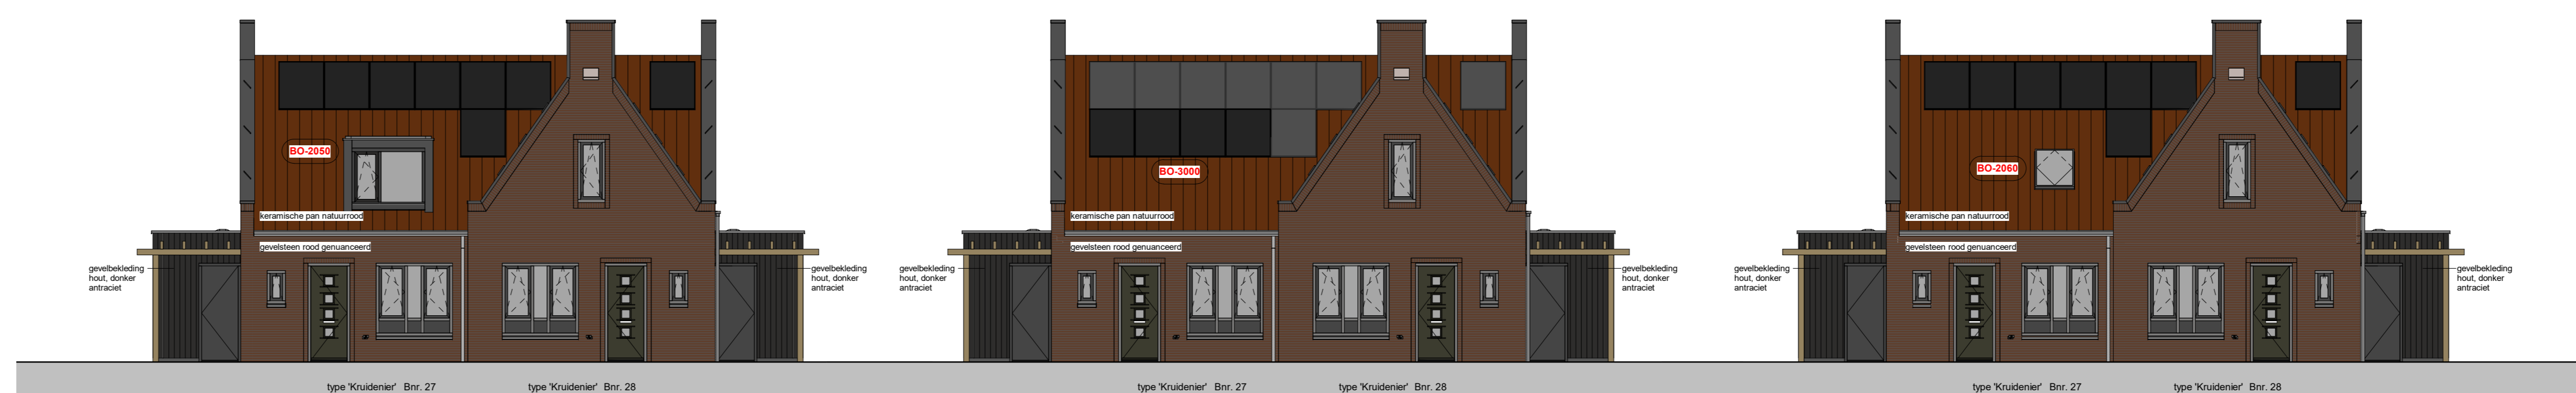 BO-2050
keramische pan natuurrood
gevelsteen rood genuanceerd
gevelbekleding
hout, donker
antraciet
gevelbekleding
hout, donker
antraciet
type 'Kruidenier' Bnr. 27
type 'Kruidenier' Bnr. 28
BO-3000
keramische pan natuurrood
gevelsteen rood genuanceerd
gevelbekleding
hout, donker
antraciet
gevelbekleding
hout, donker
antraciet
type 'Kruidenier' Bnr. 27
type 'Kruidenier' Bnr. 28
BO-2060
keramische pan natuurrood
gevelsteen rood genuanceerd
gevelbekleding
hout, donker
antraciet
gevelbekleding
hout, donker
antraciet
type 'Kruidenier' Bnr. 27
type 'Kruidenier' Bnr. 28